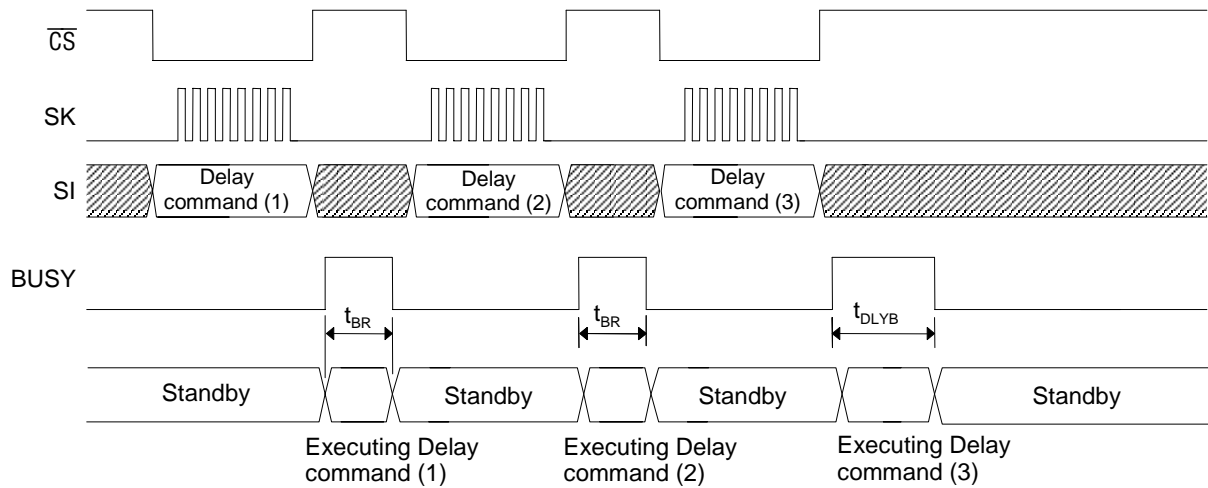 CS
SK
SI
Delay
command (1)
Delay
command (2)
Delay
command (3)
BUSY
tBR
tBR
tDLYB
Standby
Standby
Standby
Standby
Executing Delay
command (1)
Executing Delay
command (2)
Executing Delay
command (3)